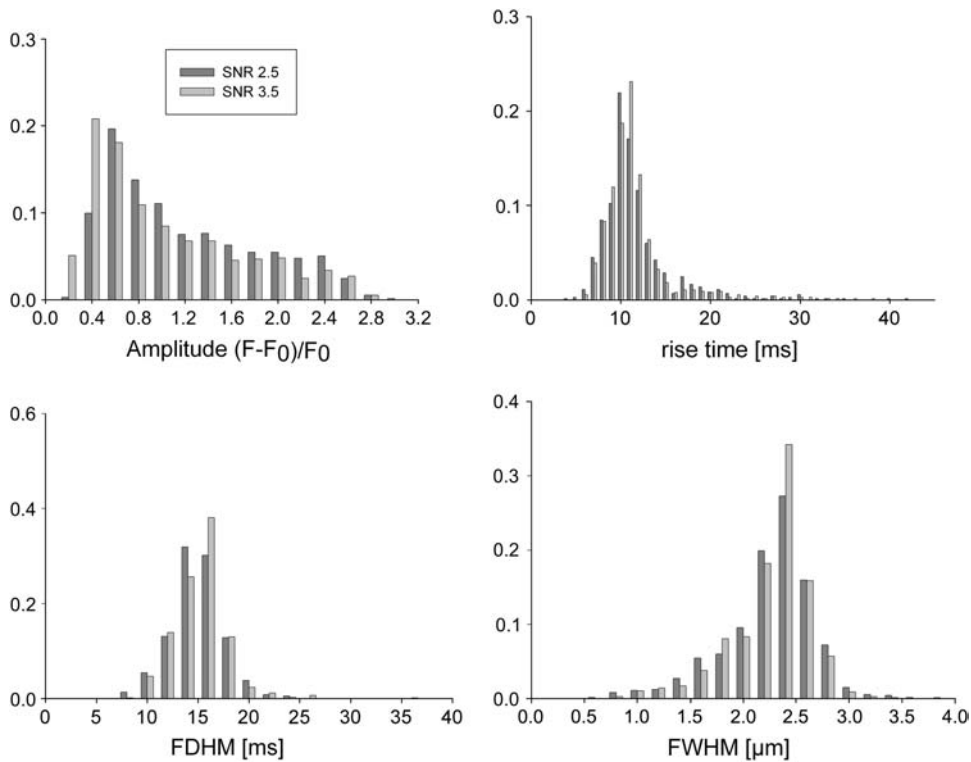 0.3
0.2
0.1
0.0
0.0 0.4 0.8 1.2 1.6 2.0 2.4 2.8 3.2
Amplitude (F-F0)/F0
SNR 2.5
SNR 3.5
0.3
0.2
0.1
0.0
0 10 20 30 40
rise time [ms]
0.6
0.4
0.2
0.0
0 5 10 15 20 25 30 35 40
FDHM [ms]
0.4
0.3
0.2
0.1
0.0
0.0 0.5 1.0 1.5 2.0 2.5 3.0 3.5 4.0
FWHM [µm]